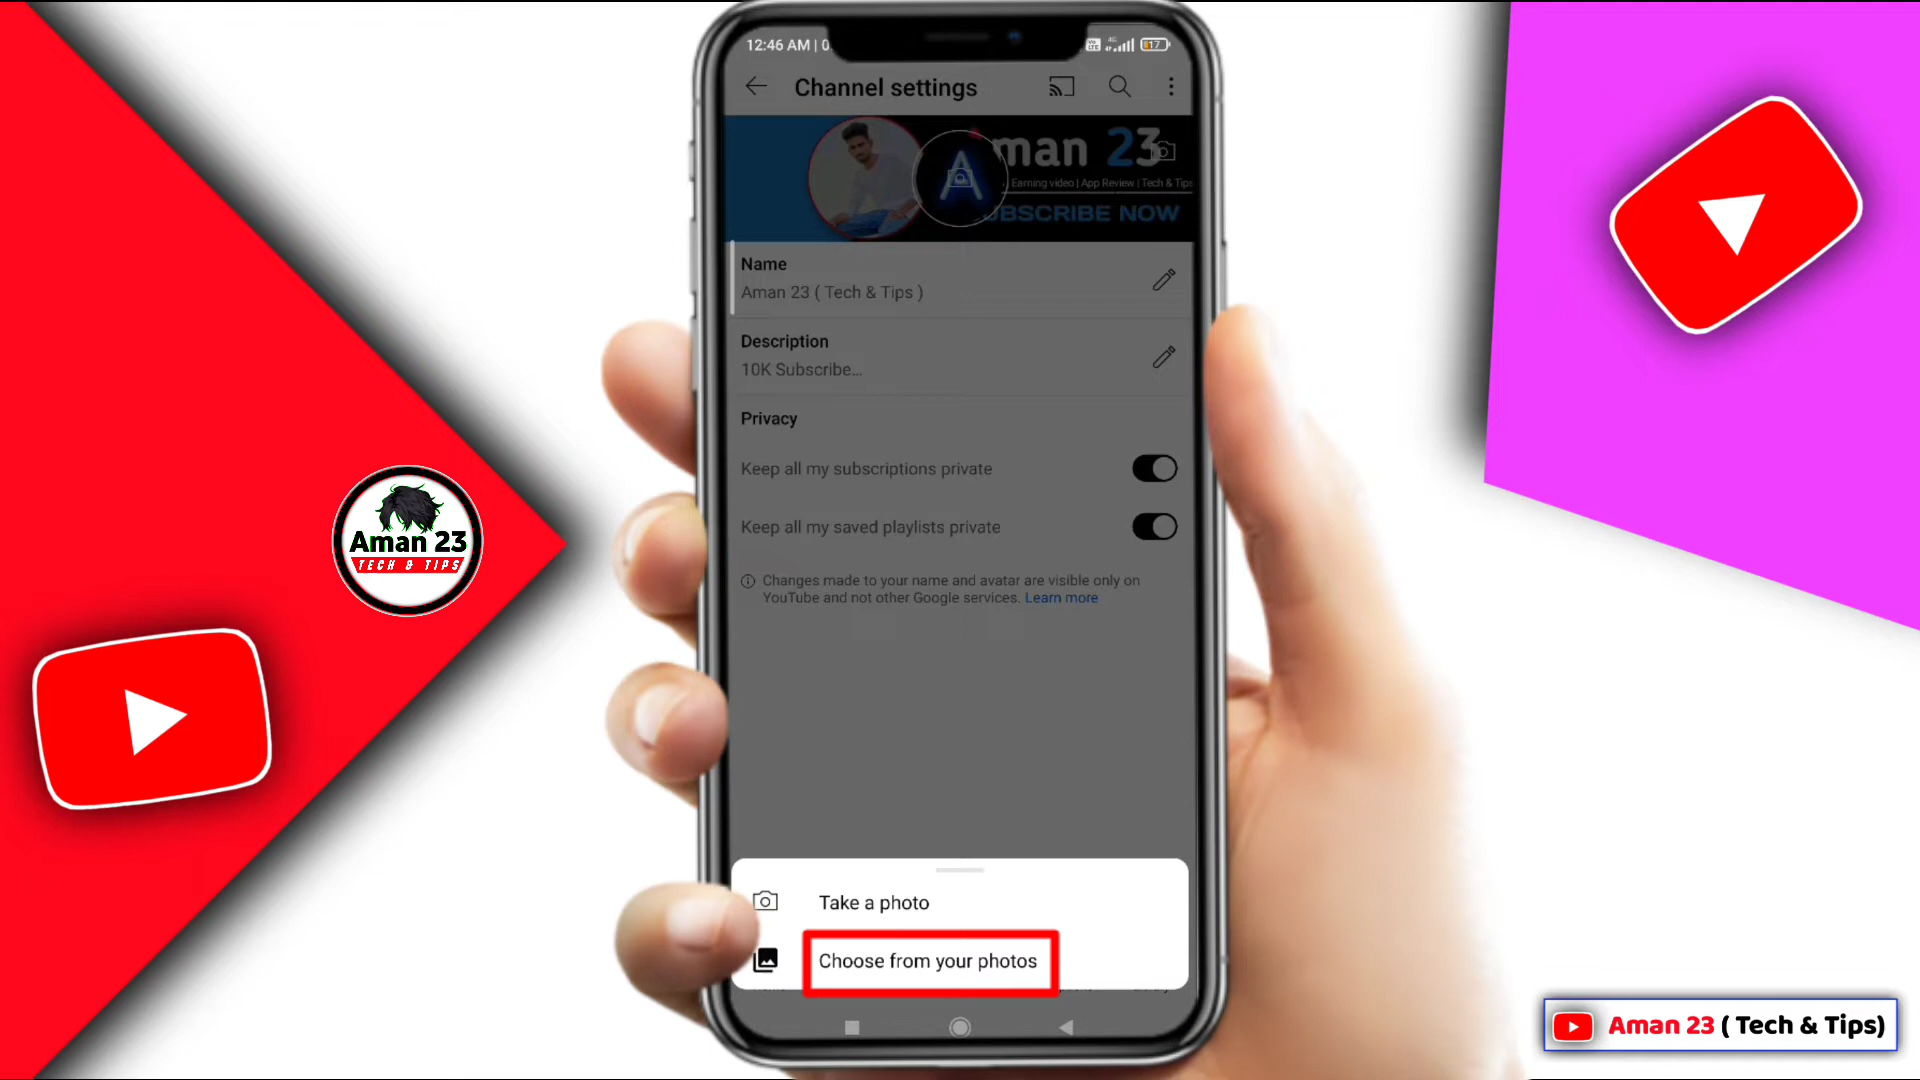 12:46 AM | 0.
4G
17
Channel settings
man 23
Earning video | App Review | Tech & Tips
A
UBSCRIBE NOW
Name
Aman 23 ( Tech & Tips )
Description
10K Subscribe...
Privacy
Keep all my subscriptions private
Keep all my saved playlists private
Changes made to your name and avatar are visible only on
YouTube and not other Google services. Learn more
Aman 23
TECH & TIPS
Take a photo
Choose from your photos
Aman 23 ( Tech & Tips)